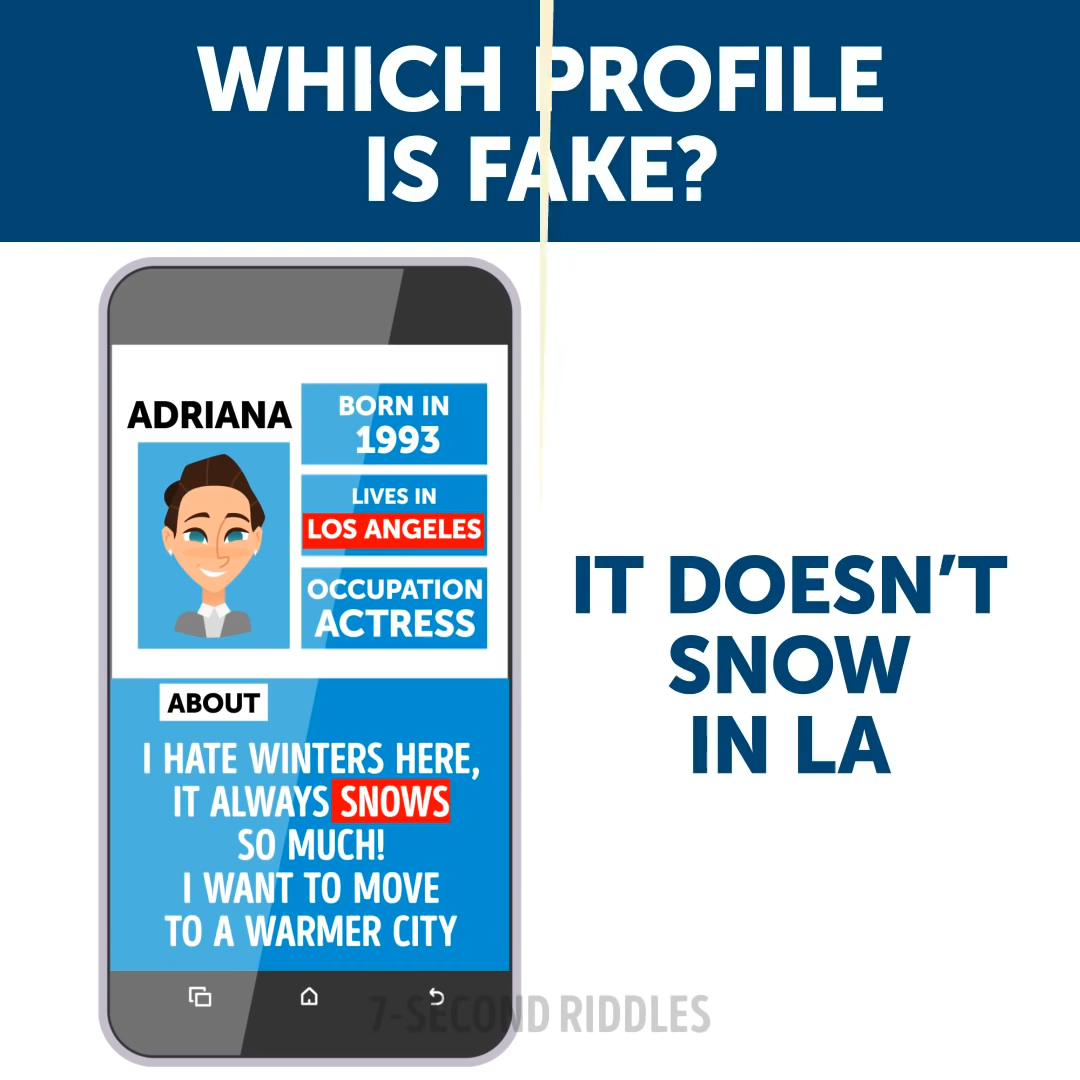 WHICH PROFILE
IS FAKE?
ADRIANA
BORN IN
1993
LIVES IN
LOS ANGELES
OCCUPATION
ACTRESS
ABOUT
I HATE WINTERS HERE,
IT ALWAYS SNOWS
SO MUCH!
I WANT TO MOVE
TO A WARMER CITY
IT DOESN'T
SNOW
IN LA
7-SECOND RIDDLES